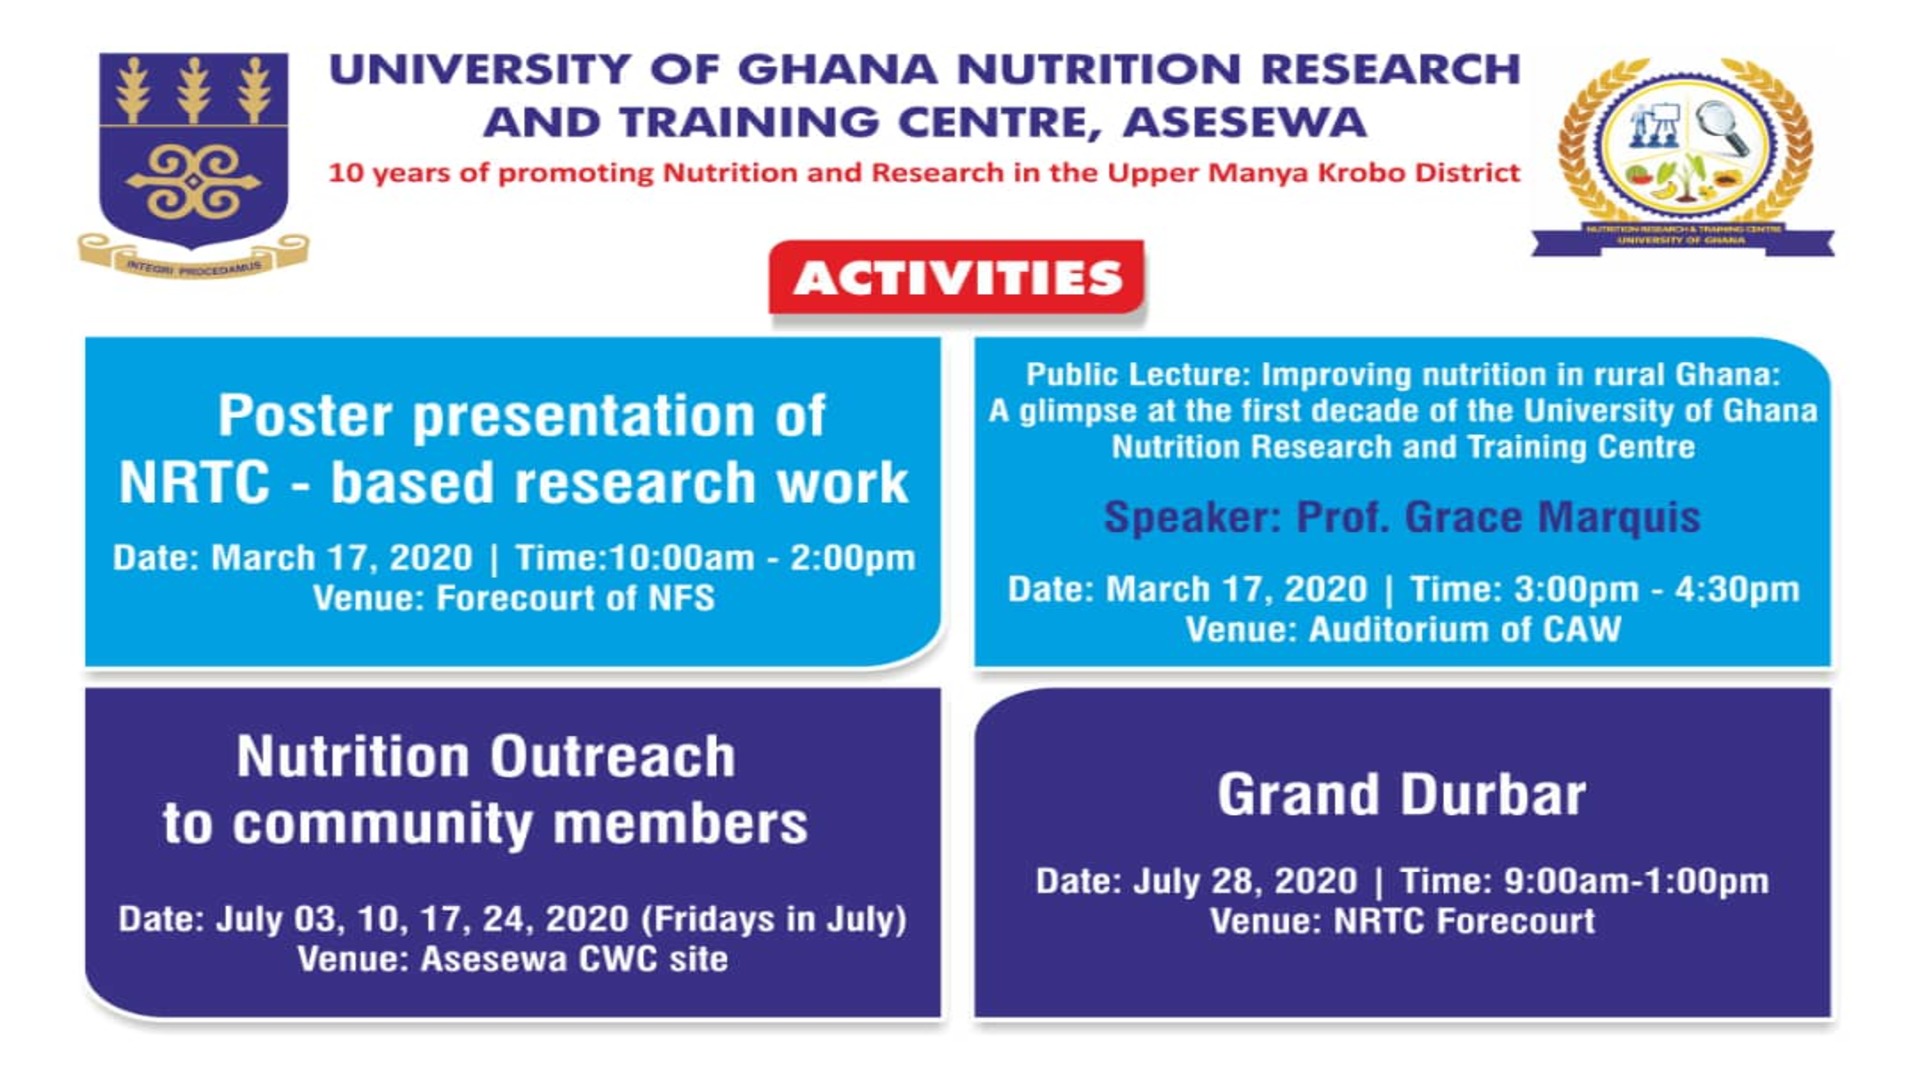 UNIVERSITY OF GHANA NUTRITION RESEARCH
AND TRAINING CENTRE, ASESEWA
10 years of promoting Nutrition and Research in the Upper Manya Krobo District
INTEGRI PROCEDAMUS
NUTRITION RESEARCH & TRAINING CENTRE
UNIVERSITY OF GHANA
ACTIVITIES
Poster presentation of
NRTC - based research work
Date: March 17, 2020 | Time:10:00am - 2:00pm
Venue: Forecourt of NFS
Public Lecture: Improving nutrition in rural Ghana:
A glimpse at the first decade of the University of Ghana
Nutrition Research and Training Centre
Speaker: Prof. Grace Marquis
Date: March 17, 2020 | Time: 3:00pm - 4:30pm
Venue: Auditorium of CAW
Nutrition Outreach
to community members
Date: July 03, 10, 17, 24, 2020 (Fridays in July)
Venue: Asesewa CWC site
Grand Durbar
Date: July 28, 2020 | Time: 9:00am-1:00pm
Venue: NRTC Forecourt